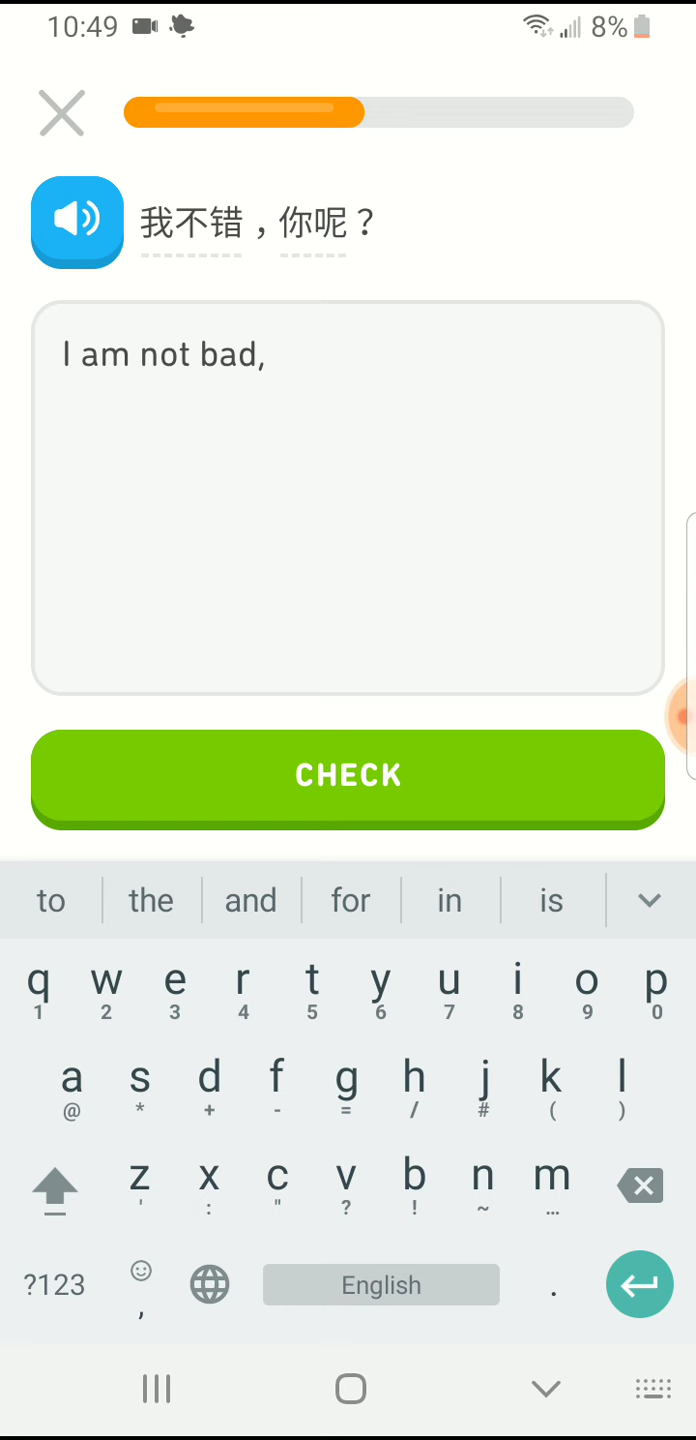 10:49 8%
我不错，你呢？
I am not bad,
CHECK
to the and for in is
q w e r t y u i o p
1 2 3 4 5 6 7 8 9 0
a s d f g h j k l
@ * + - = / # ( )
z x c v b n m
' : " ? ! ~ …
?123 , English .